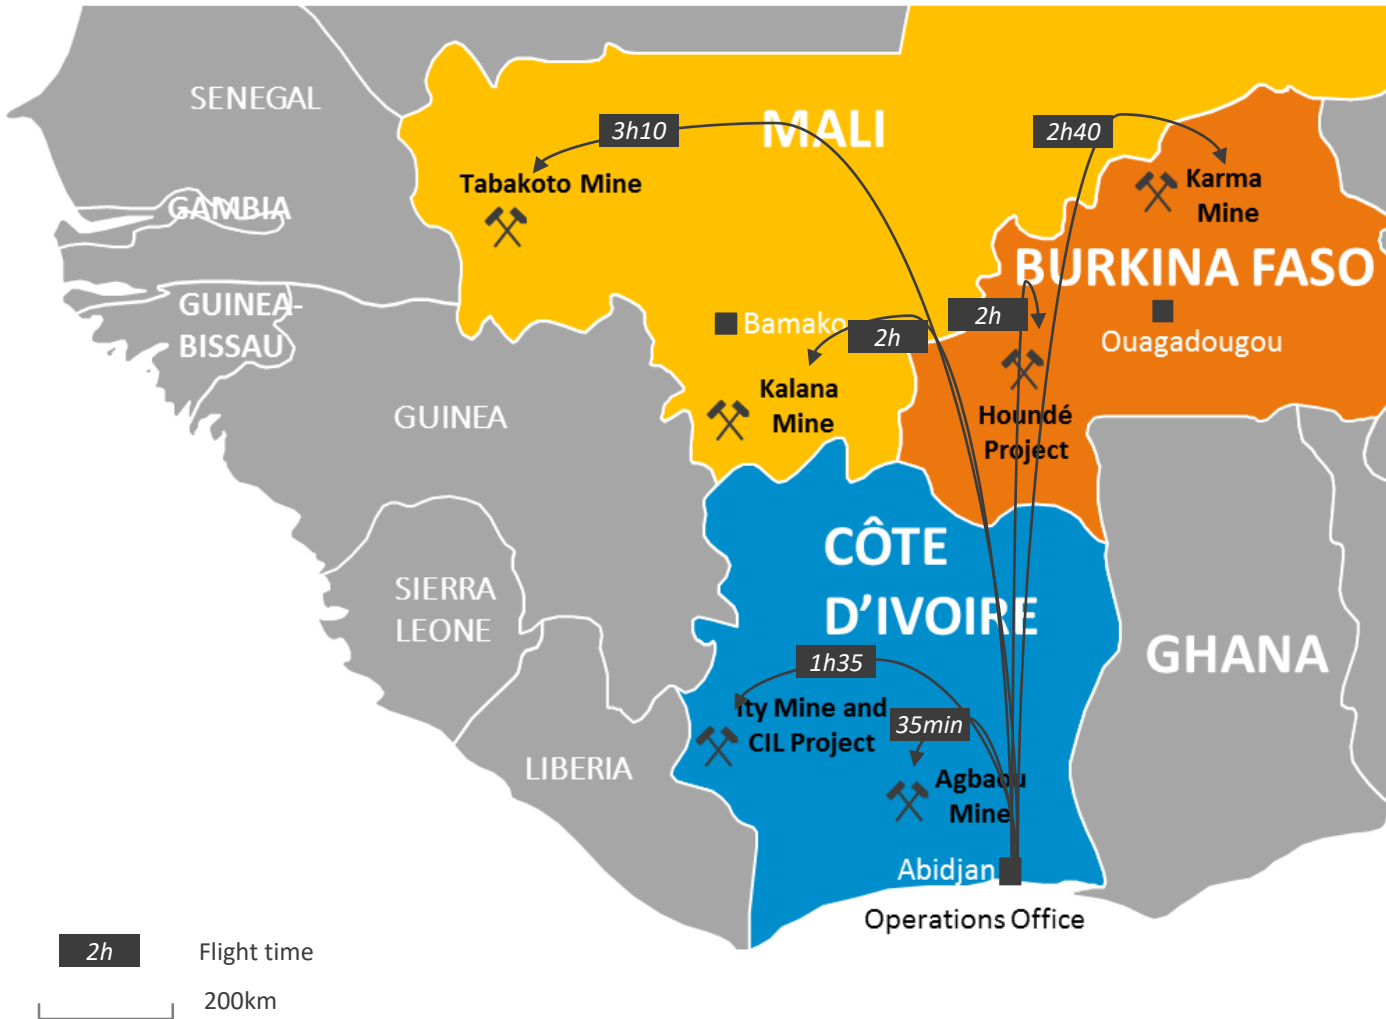 SENEGAL
MALI
3h10
2h40
Tabakoto Mine
Karma
Mine
GAMBIA
BURKINA FASO
GUINEA-
BISSAU
Bamako
2h
2h
Ouagadougou
Kalana
Mine
GUINEA
Houndé
Project
CÔTE
D’IVOIRE
SIERRA
LEONE
GHANA
1h35
Ity Mine and
CIL Project
35min
LIBERIA
Agbaou
Mine
Abidjan
Operations Office
2h
Flight time
200km